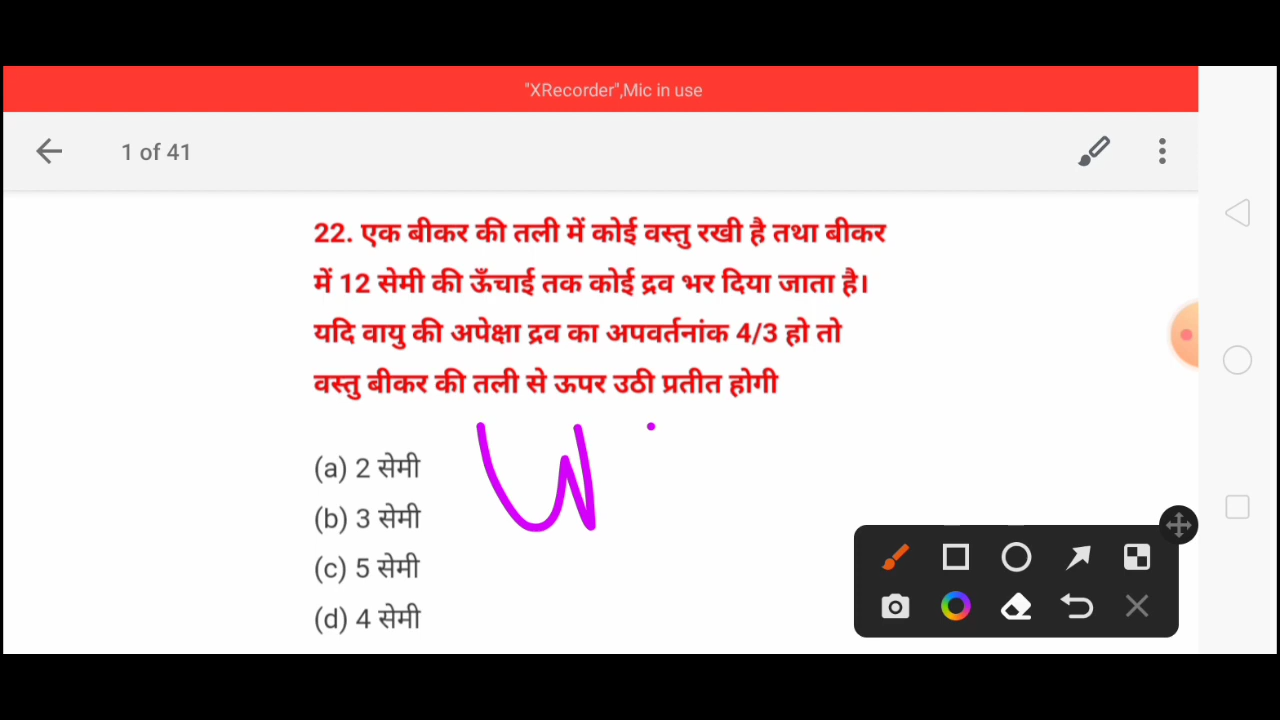 "XRecorder",Mic in use
1 of 41
22. एक बीकर की तली में कोई वस्तु रखी है तथा बीकर
में 12 सेमी की ऊँचाई तक कोई द्रव भर दिया जाता है।
यदि वायु की अपेक्षा द्रव का अपवर्तनांक 4/3 हो तो
वस्तु बीकर की तली से ऊपर उठी प्रतीत होगी
(a) 2 सेमी
(b) 3 सेमी
(c) 5 सेमी
(d) 4 सेमी